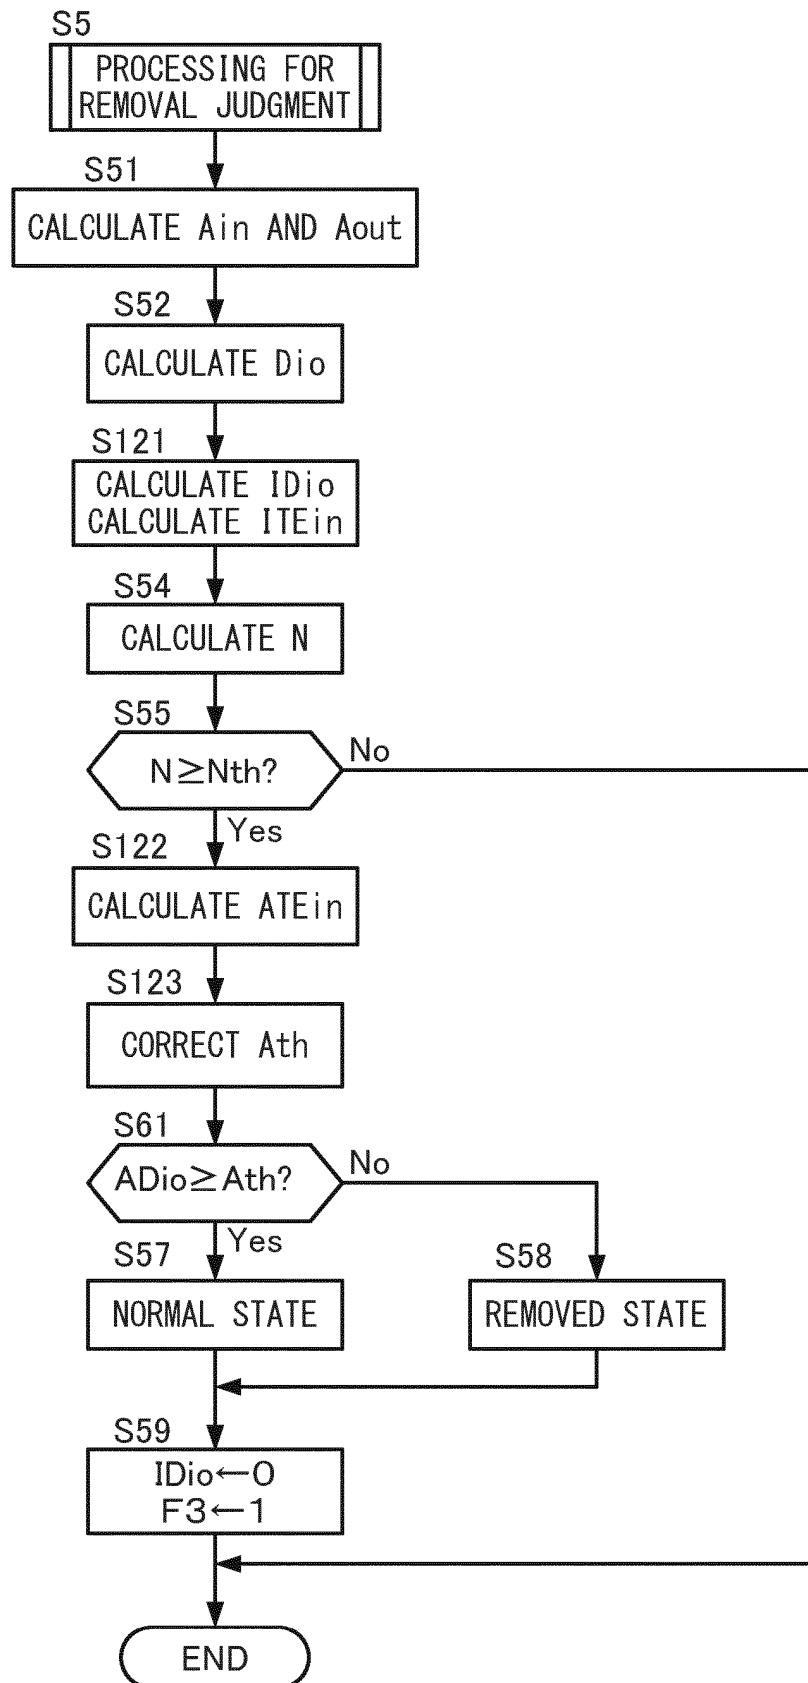 S5
PROCESSING FOR
REMOVAL JUDGMENT
S51
CALCULATE Ain AND Aout
S52
CALCULATE Dio
S121
CALCULATE IDio
CALCULATE ITEin
S54
CALCULATE N
S55
N≥Nth?
No
Yes
S122
CALCULATE ATEin
S123
CORRECT Ath
S61
ADio≥Ath?
No
Yes
S57
NORMAL STATE
S58
REMOVED STATE
S59
IDio←0
F3←1
END